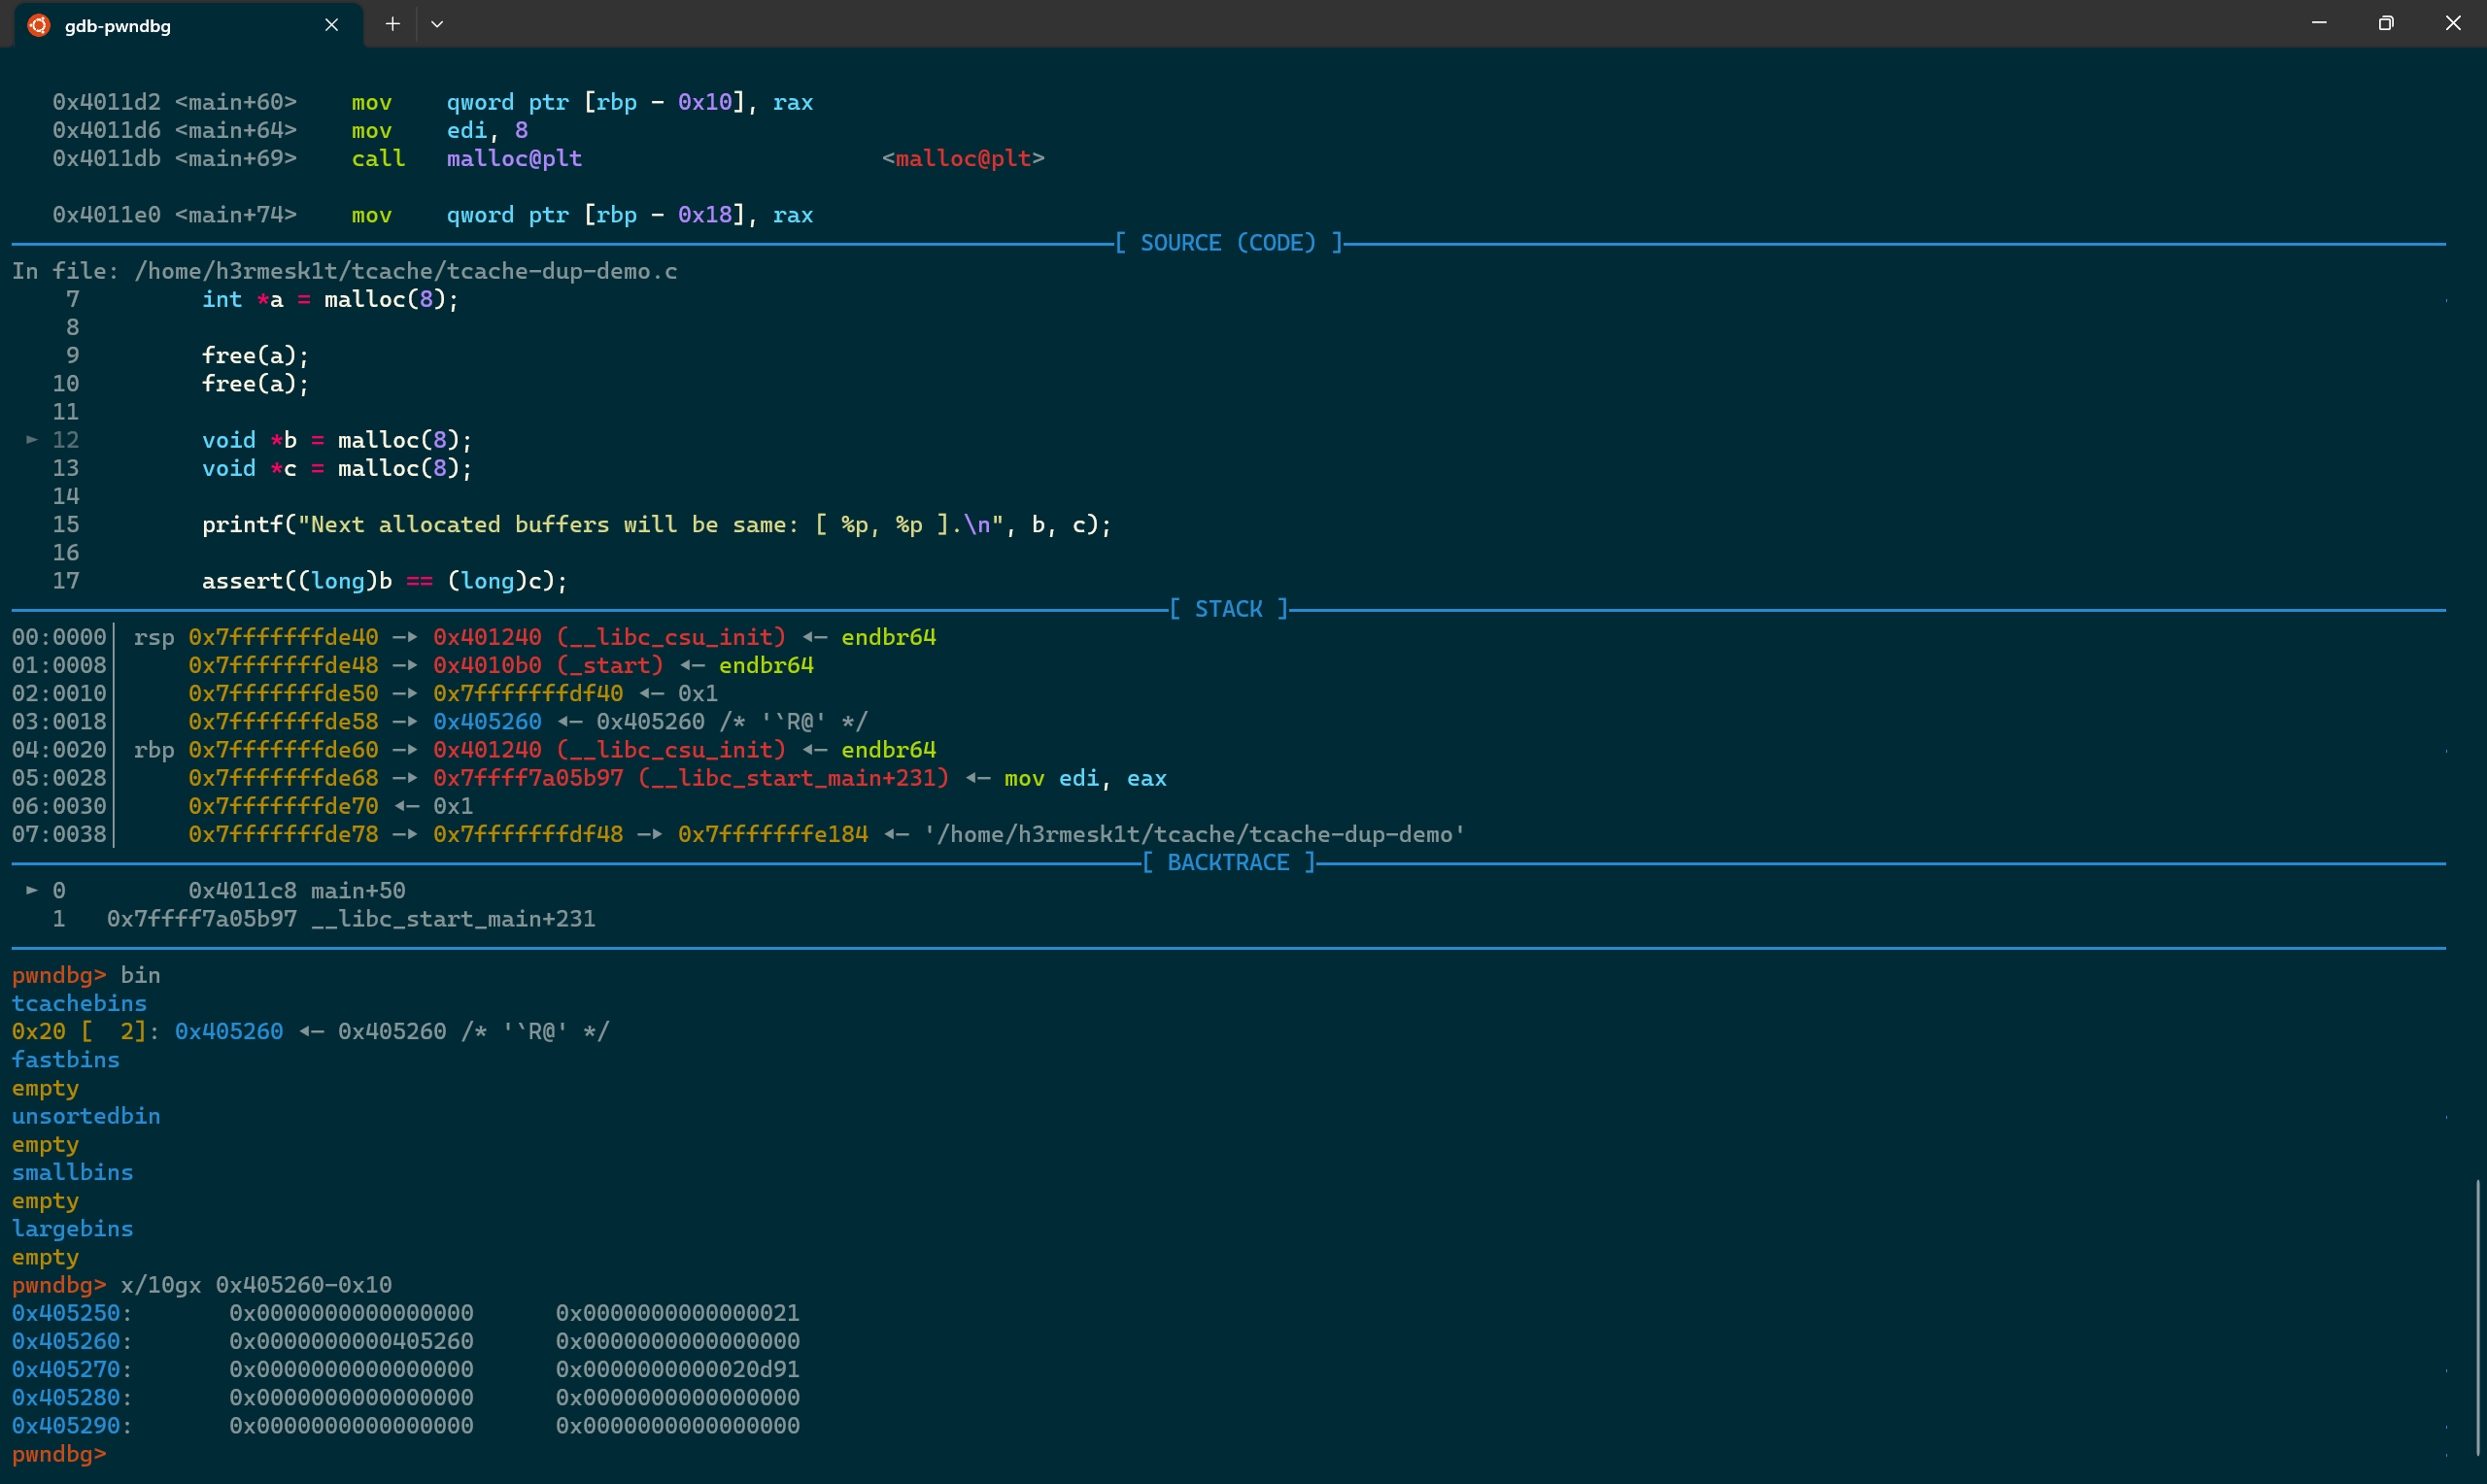 gdb-pwndbg
0x4011d2 <main+60>    mov    qword ptr [rbp - 0x10], rax
0x4011d6 <main+64>    mov    edi, 8
0x4011db <main+69>    call   malloc@plt                      <malloc@plt>
0x4011e0 <main+74>    mov    qword ptr [rbp - 0x18], rax
[ SOURCE (CODE) ]
In file: /home/h3rmesk1t/tcache/tcache-dup-demo.c
7         int *a = malloc(8);
8
9         free(a);
10         free(a);
11
► 12         void *b = malloc(8);
13         void *c = malloc(8);
14
15         printf("Next allocated buffers will be same: [ %p, %p ].\n", b, c);
16
17         assert((long)b == (long)c);
[ STACK ]
00:0000│ rsp 0x7fffffffde40 —▸ 0x401240 (__libc_csu_init) ◂— endbr64
01:0008│     0x7fffffffde48 —▸ 0x4010b0 (_start) ◂— endbr64
02:0010│     0x7fffffffde50 —▸ 0x7fffffffdf40 ◂— 0x1
03:0018│     0x7fffffffde58 —▸ 0x405260 ◂— 0x405260 /* '`R@' */
04:0020│ rbp 0x7fffffffde60 —▸ 0x401240 (__libc_csu_init) ◂— endbr64
05:0028│     0x7fffffffde68 —▸ 0x7ffff7a05b97 (__libc_start_main+231) ◂— mov edi, eax
06:0030│     0x7fffffffde70 ◂— 0x1
07:0038│     0x7fffffffde78 —▸ 0x7fffffffdf48 —▸ 0x7fffffffe184 ◂— '/home/h3rmesk1t/tcache/tcache-dup-demo'
[ BACKTRACE ]
► 0         0x4011c8 main+50
1   0x7ffff7a05b97 __libc_start_main+231
pwndbg> bin
tcachebins
0x20 [  2]: 0x405260 ◂— 0x405260 /* '`R@' */
fastbins
empty
unsortedbin
empty
smallbins
empty
largebins
empty
pwndbg> x/10gx 0x405260-0x10
0x405250:       0x0000000000000000      0x0000000000000021
0x405260:       0x0000000000405260      0x0000000000000000
0x405270:       0x0000000000000000      0x0000000000020d91
0x405280:       0x0000000000000000      0x0000000000000000
0x405290:       0x0000000000000000      0x0000000000000000
pwndbg>